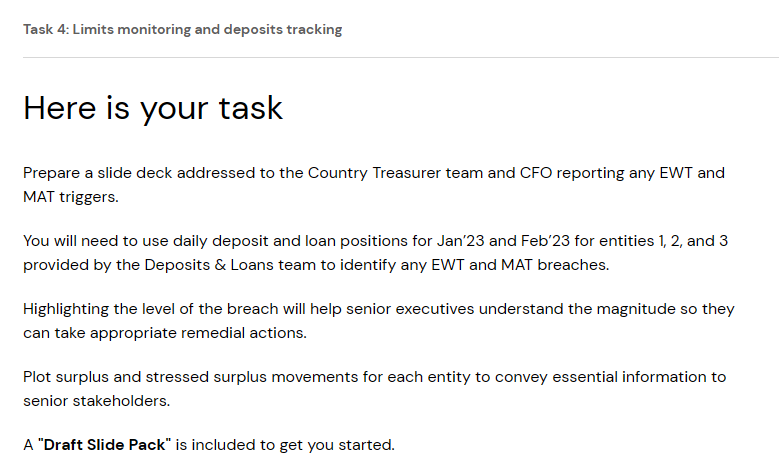 Task 4: Limits monitoring and deposits tracking
Here is your task
Prepare a slide deck addressed to the Country Treasurer team and CFO reporting any EWT and
MAT triggers.
You will need to use daily deposit and loan positions for Jan’23 and Feb’23 for entities 1, 2, and 3
provided by the Deposits & Loans team to identify any EWT and MAT breaches.
Highlighting the level of the breach will help senior executives understand the magnitude so they
can take appropriate remedial actions.
Plot surplus and stressed surplus movements for each entity to convey essential information to
senior stakeholders.
A "Draft Slide Pack" is included to get you started.